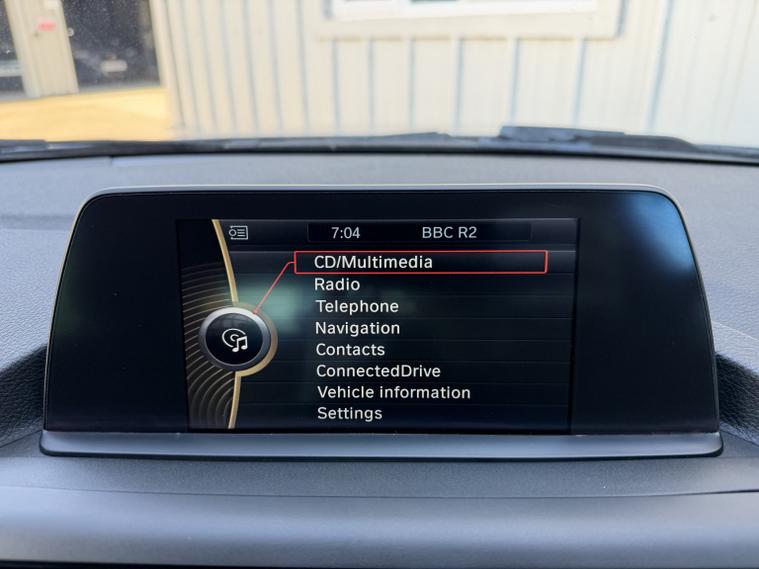 7:04 BBC R2
CD/Multimedia
Radio
Telephone
Navigation
Contacts
ConnectedDrive
Vehicle information
Settings